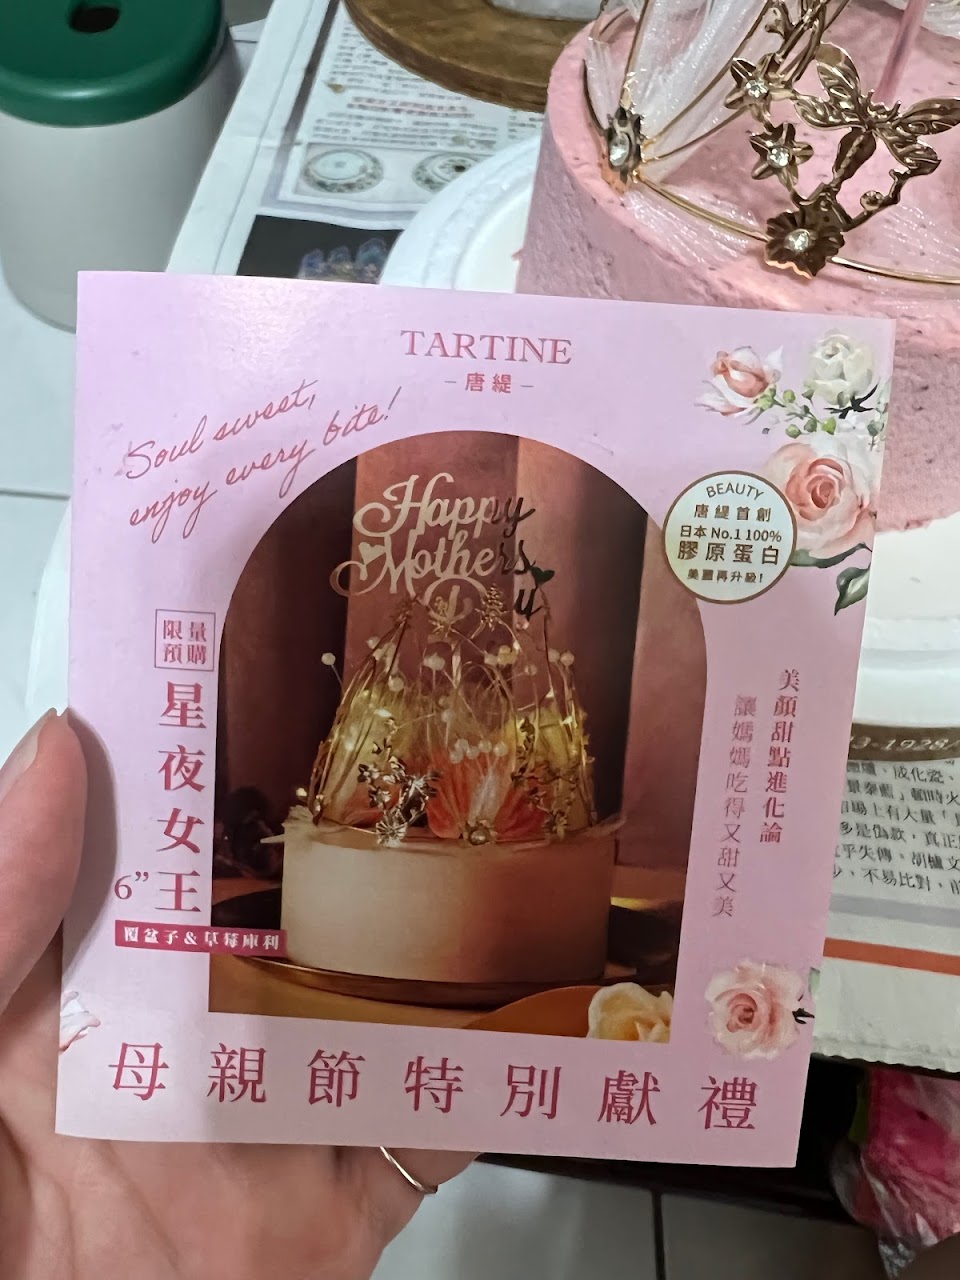 TARTINE
–唐緹–
Soul sweet,
enjoy every bite!
Happy
Mother's
BEAUTY
唐緹首創
日本 No.1 100%
膠原蛋白
美麗再升級!
限量
預購
星夜女王
6”
覆盆子&草莓庫利
美顏甜點進化論
讓媽媽吃得又甜又美
母親節特別獻禮